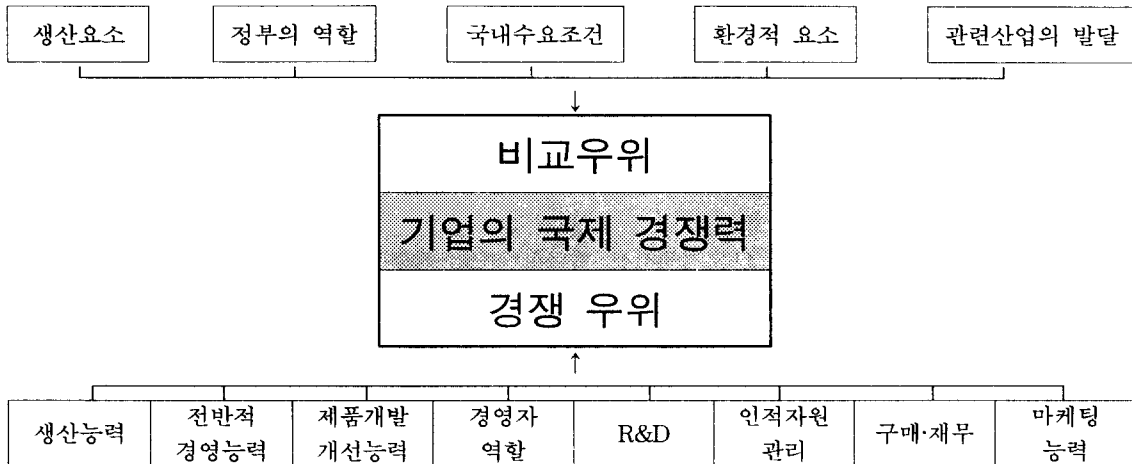 생산요소 정부의 역할 국내수요조건 환경적 요소 관련산업의 발달
↓
비교우위
기업의 국제 경쟁력
경쟁 우위
↑
생산능력
전반적
경영능력
제품개발
개선능력
경영자
역할
R&D
인적자원
관리
구매·재무
마케팅
능력